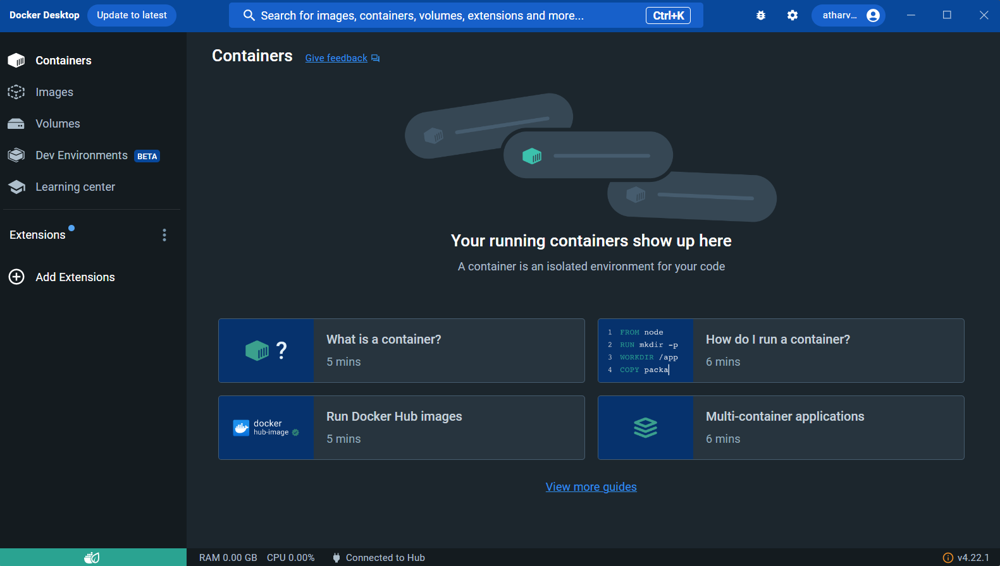 Docker Desktop
Update to latest
Search for images, containers, volumes, extensions and more...
Ctrl+K
atharv...
Containers
Images
Volumes
Dev Environments BETA
Learning center
Extensions
Add Extensions
Containers
Give feedback
Your running containers show up here
A container is an isolated environment for your code
?
What is a container?
5 mins
1 FROM node
2 RUN mkdir -p
3 WORKDIR /app
4 COPY packa
How do I run a container?
6 mins
docker
hub-image
Run Docker Hub images
5 mins
Multi-container applications
6 mins
View more guides
RAM 0.00 GB CPU 0.00% Connected to Hub
v4.22.1